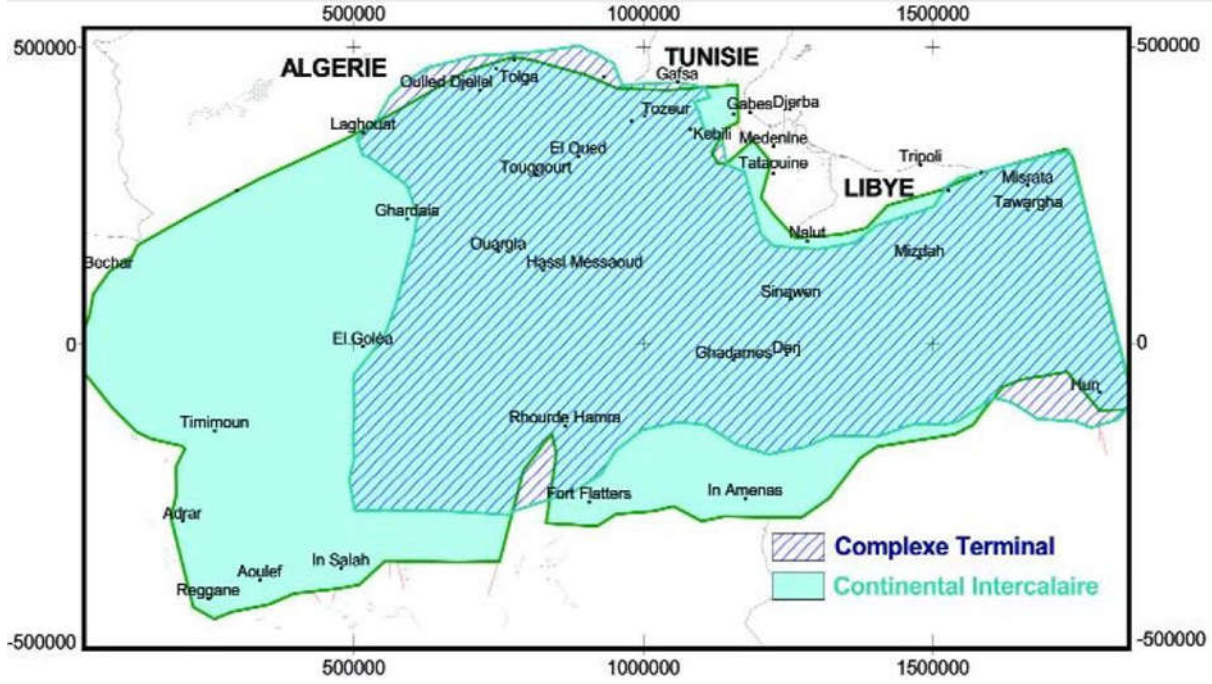 500000 1000000 1500000
500000 500000
TUNISIE
ALGERIE
Gafsa
Tolga
Oulled Djellel
Gabes Djerba
Tozeur
Laghouat
Kebili
Medenine
El Oued
Tripoli
Tataouine
Touggourt
Misrata
LIBYE
Tawargha
Ghardaia
Nalut
Ouargla
Mizdah
Bechar
Hassi Messaoud
Sinawen
El Golea
0 0
Ghadames Derj
Hun
Timimoun
Rhourde Hamra
Fort Flatters
In Amenas
Adrar
Complexe Terminal
In Salah
Aoulef
Continental Intercalaire
Reggane
-500000 -500000
500000 1000000 1500000